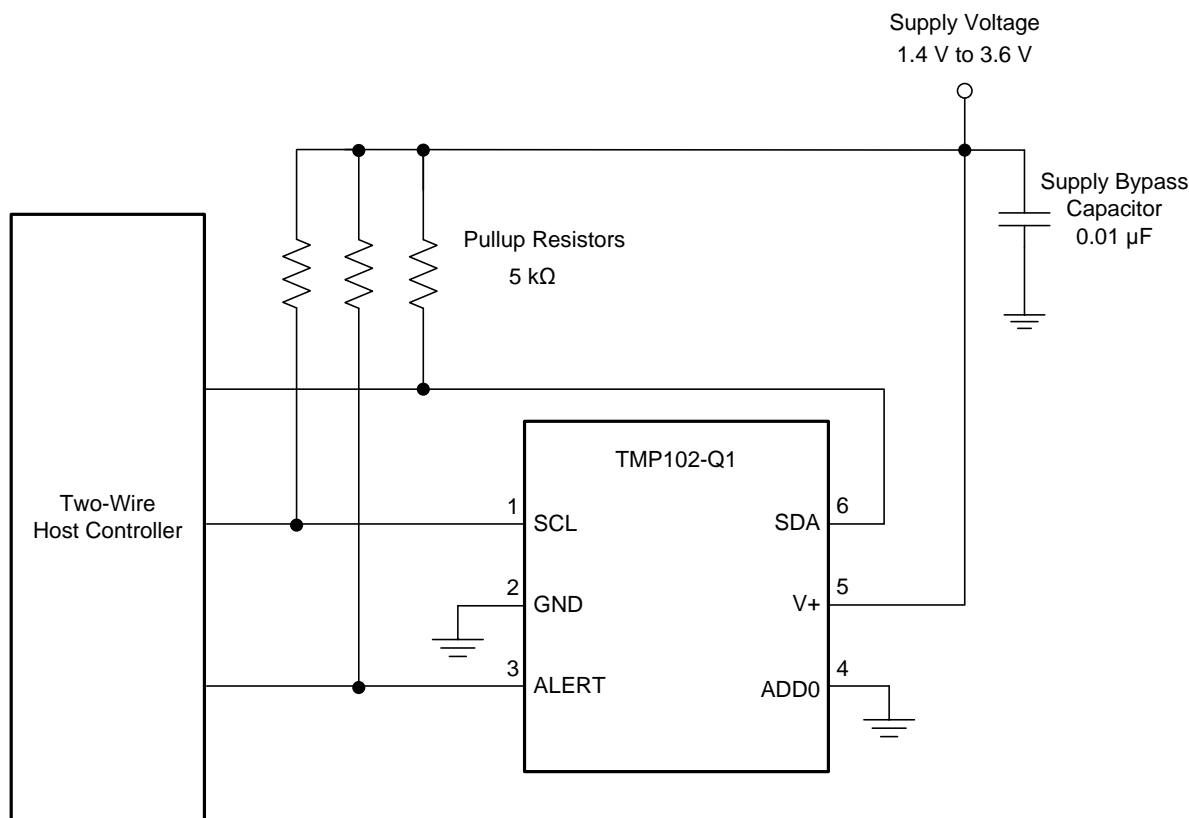 Supply Voltage
1.4 V to 3.6 V
Supply Bypass
Capacitor
0.01 µF
Pullup Resistors
5 kΩ
Two-Wire
Host Controller
TMP102-Q1
1
SCL
2
GND
3
ALERT
6
SDA
5
V+
4
ADD0